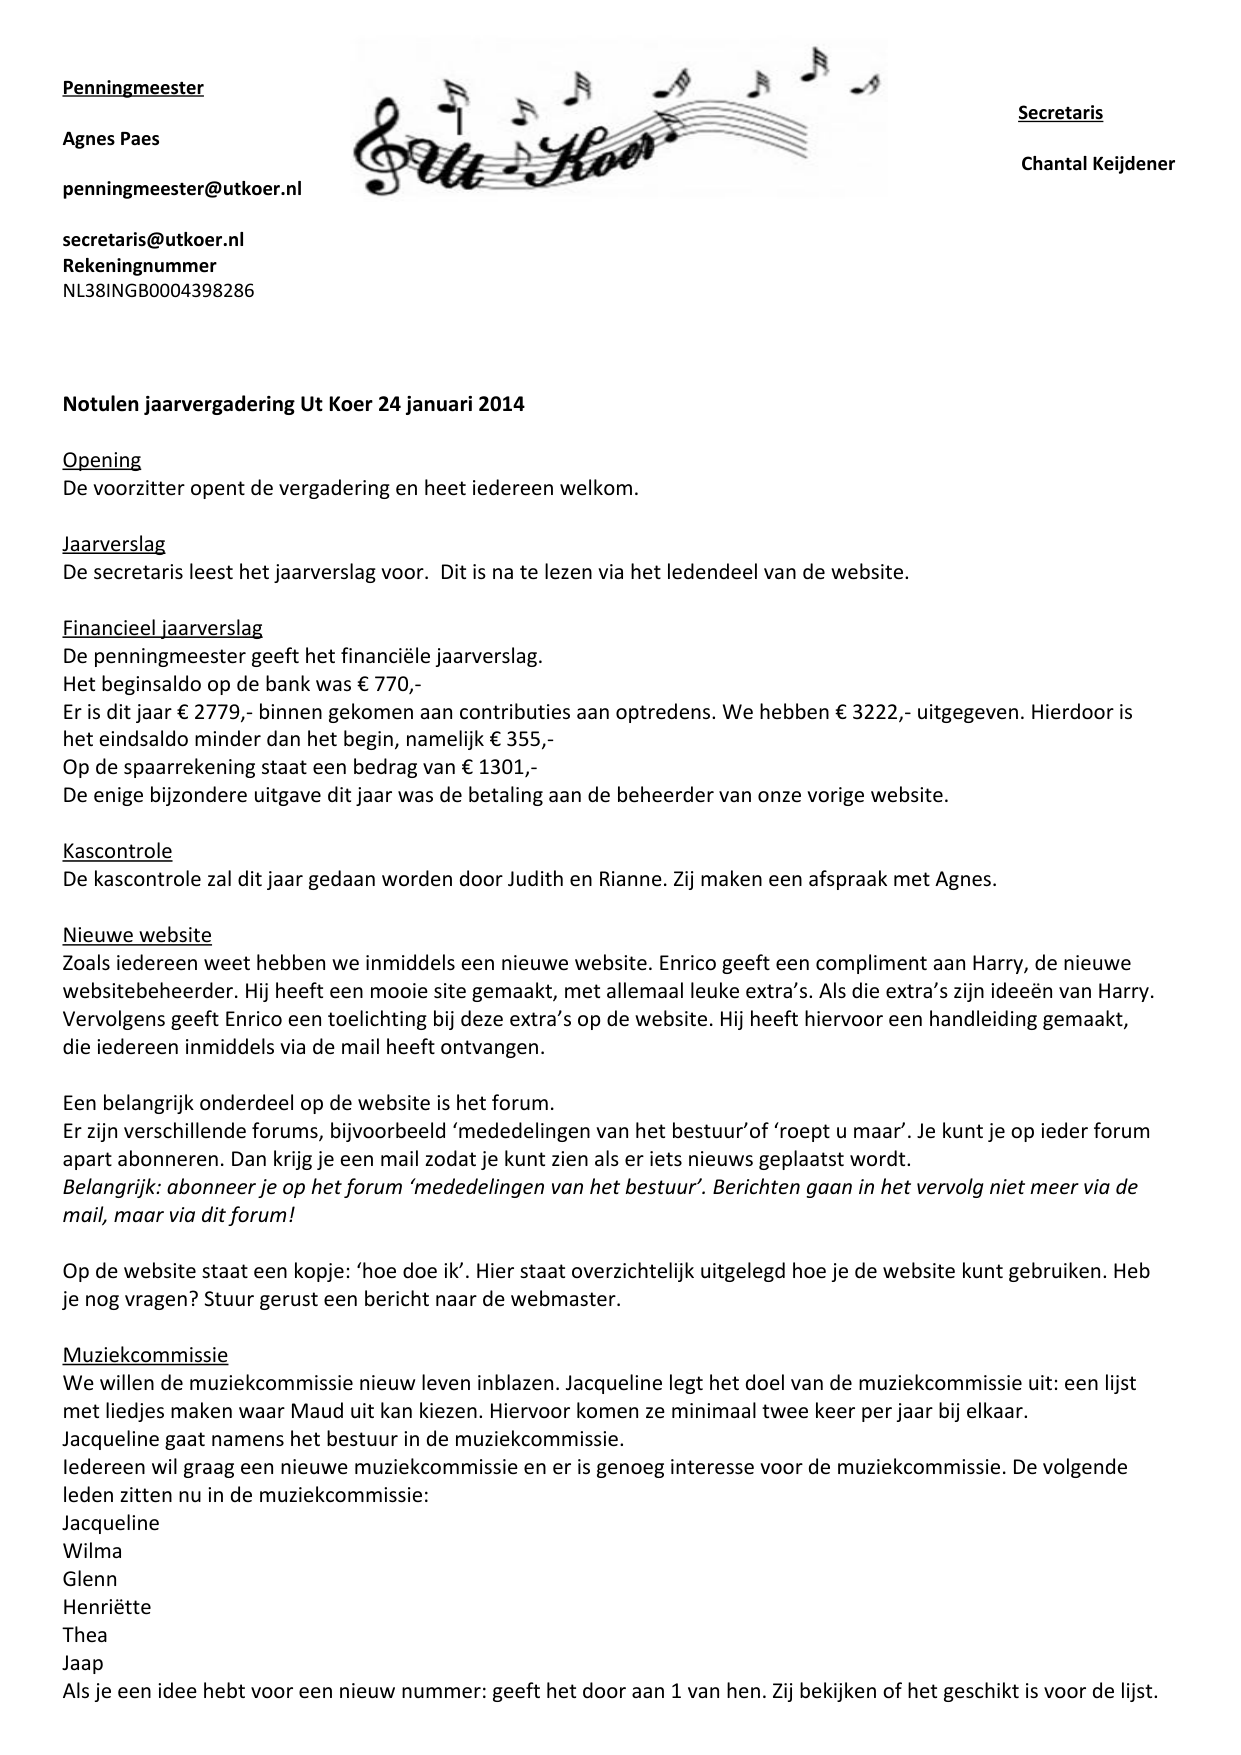 Penningmeester
Secretaris
Agnes Paes
Chantal Keijdener
penningmeester@utkoer.nl
Ut Koer
secretaris@utkoer.nl
Rekeningnummer
NL38INGB0004398286
Notulen jaarvergadering Ut Koer 24 januari 2014
Opening
De voorzitter opent de vergadering en heet iedereen welkom.
Jaarverslag
De secretaris leest het jaarverslag voor.  Dit is na te lezen via het ledendeel van de website.
Financieel jaarverslag
De penningmeester geeft het financiële jaarverslag.
Het beginsaldo op de bank was € 770,-
Er is dit jaar € 2779,- binnen gekomen aan contributies aan optredens. We hebben € 3222,- uitgegeven. Hierdoor is
het eindsaldo minder dan het begin, namelijk € 355,-
Op de spaarrekening staat een bedrag van € 1301,-
De enige bijzondere uitgave dit jaar was de betaling aan de beheerder van onze vorige website.
Kascontrole
De kascontrole zal dit jaar gedaan worden door Judith en Rianne. Zij maken een afspraak met Agnes.
Nieuwe website
Zoals iedereen weet hebben we inmiddels een nieuwe website. Enrico geeft een compliment aan Harry, de nieuwe
websitebeheerder. Hij heeft een mooie site gemaakt, met allemaal leuke extra’s. Als die extra’s zijn ideeën van Harry.
Vervolgens geeft Enrico een toelichting bij deze extra’s op de website. Hij heeft hiervoor een handleiding gemaakt,
die iedereen inmiddels via de mail heeft ontvangen.
Een belangrijk onderdeel op de website is het forum.
Er zijn verschillende forums, bijvoorbeeld ‘mededelingen van het bestuur’of ‘roept u maar’. Je kunt je op ieder forum
apart abonneren. Dan krijg je een mail zodat je kunt zien als er iets nieuws geplaatst wordt.
Belangrijk: abonneer je op het forum ‘mededelingen van het bestuur’. Berichten gaan in het vervolg niet meer via de
mail, maar via dit forum!
Op de website staat een kopje: ‘hoe doe ik’. Hier staat overzichtelijk uitgelegd hoe je de website kunt gebruiken. Heb
je nog vragen? Stuur gerust een bericht naar de webmaster.
Muziekcommissie
We willen de muziekcommissie nieuw leven inblazen. Jacqueline legt het doel van de muziekcommissie uit: een lijst
met liedjes maken waar Maud uit kan kiezen. Hiervoor komen ze minimaal twee keer per jaar bij elkaar.
Jacqueline gaat namens het bestuur in de muziekcommissie.
Iedereen wil graag een nieuwe muziekcommissie en er is genoeg interesse voor de muziekcommissie. De volgende
leden zitten nu in de muziekcommissie:
Jacqueline
Wilma
Glenn
Henriëtte
Thea
Jaap
Als je een idee hebt voor een nieuw nummer: geeft het door aan 1 van hen. Zij bekijken of het geschikt is voor de lijst.